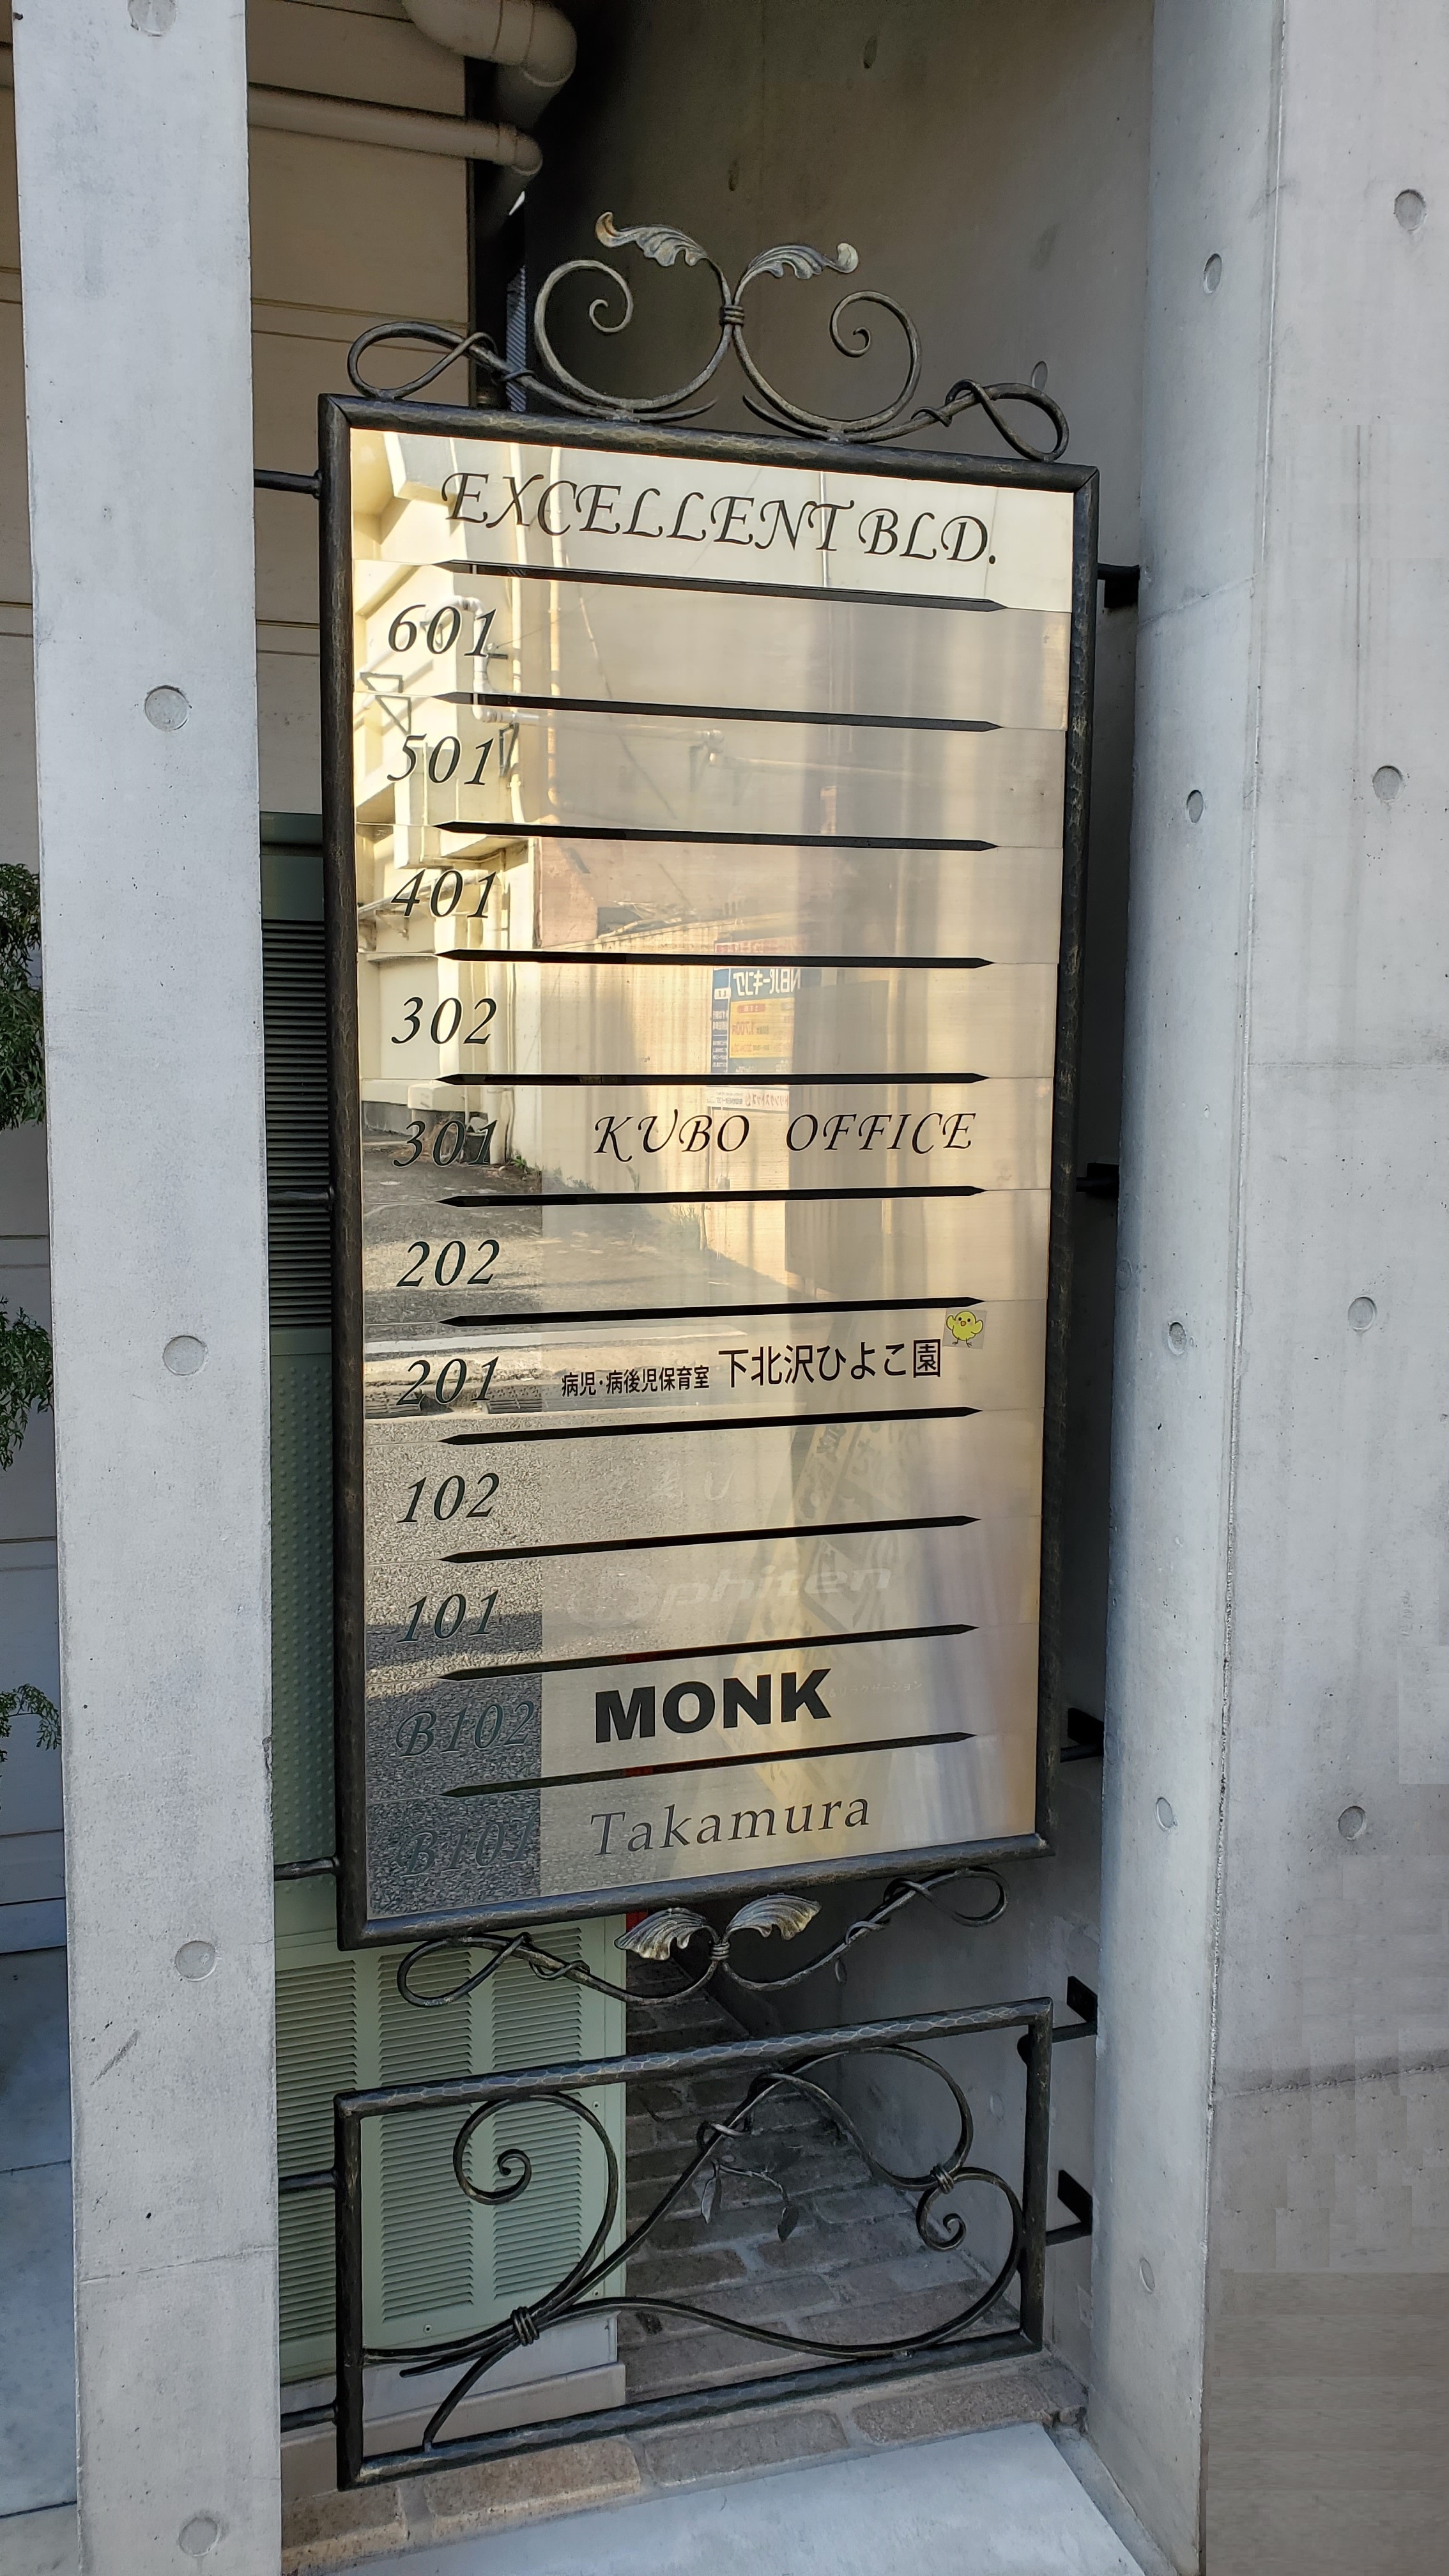 EXCELLENT BLD.
601
501
401
302
301 KUBO OFFICE
202
201 病児・病後児保育室 下北沢ひよこ園
102
101 phiten
B102 MONK
B101 Takamura